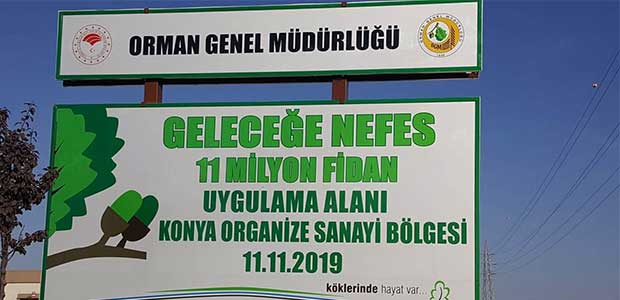 ORMAN GENEL MÜDÜRLÜĞÜ
OGM
GELECEĞE NEFES
11 MİLYON FİDAN
UYGULAMA ALANI
KONYA ORGANİZE SANAYİ BÖLGESİ
11.11.2019
köklerinde hayat var...